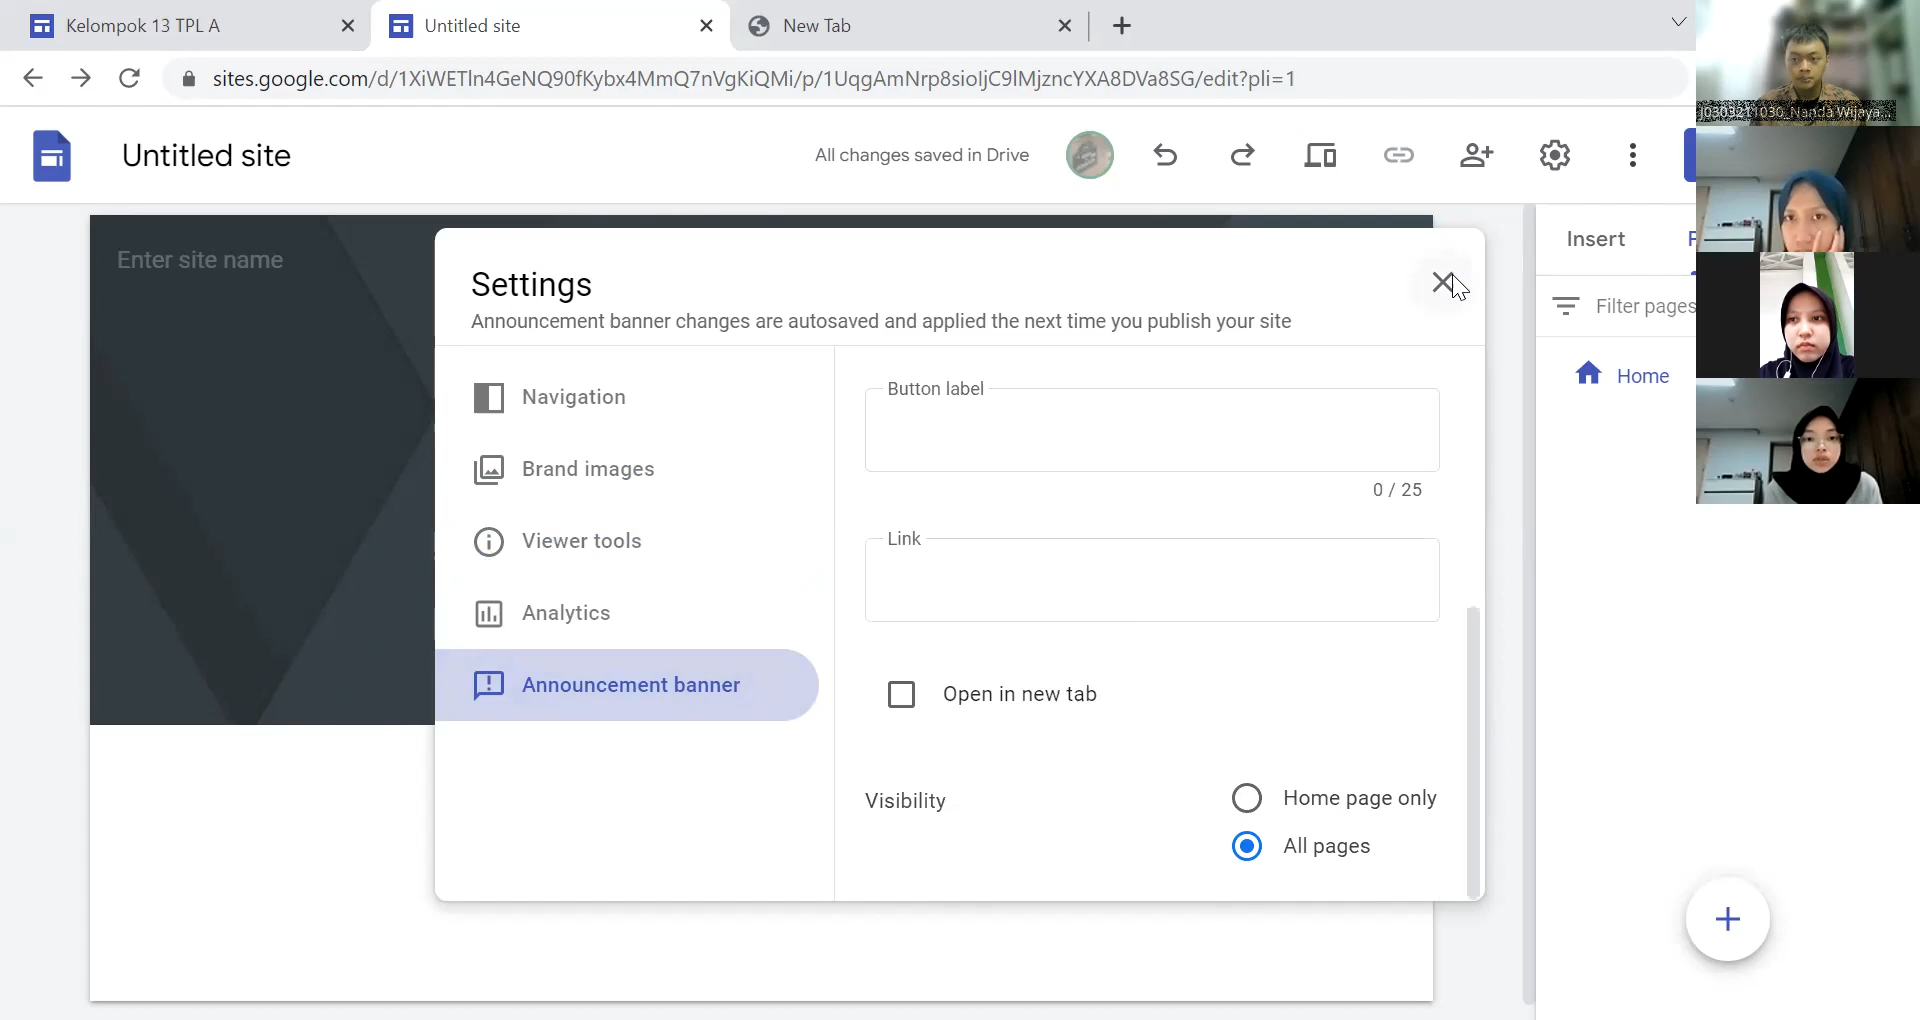 Kelompok 13 TPL A
Untitled site
New Tab
sites.google.com/d/1XiWETln4GeNQ90fKybx4MmQ7nVgKiQMi/p/1UqgAmNrp8sioIjC9lMjzncYXA8DVa8SG/edit?pli=1
J0303211030_Nanda Wijaya...
Untitled site
All changes saved in Drive
Insert
Enter site name
Settings
Announcement banner changes are autosaved and applied the next time you publish your site
Filter pages
Home
Navigation
Brand images
Viewer tools
Analytics
Announcement banner
Button label
0 / 25
Link
Open in new tab
Visibility
Home page only
All pages